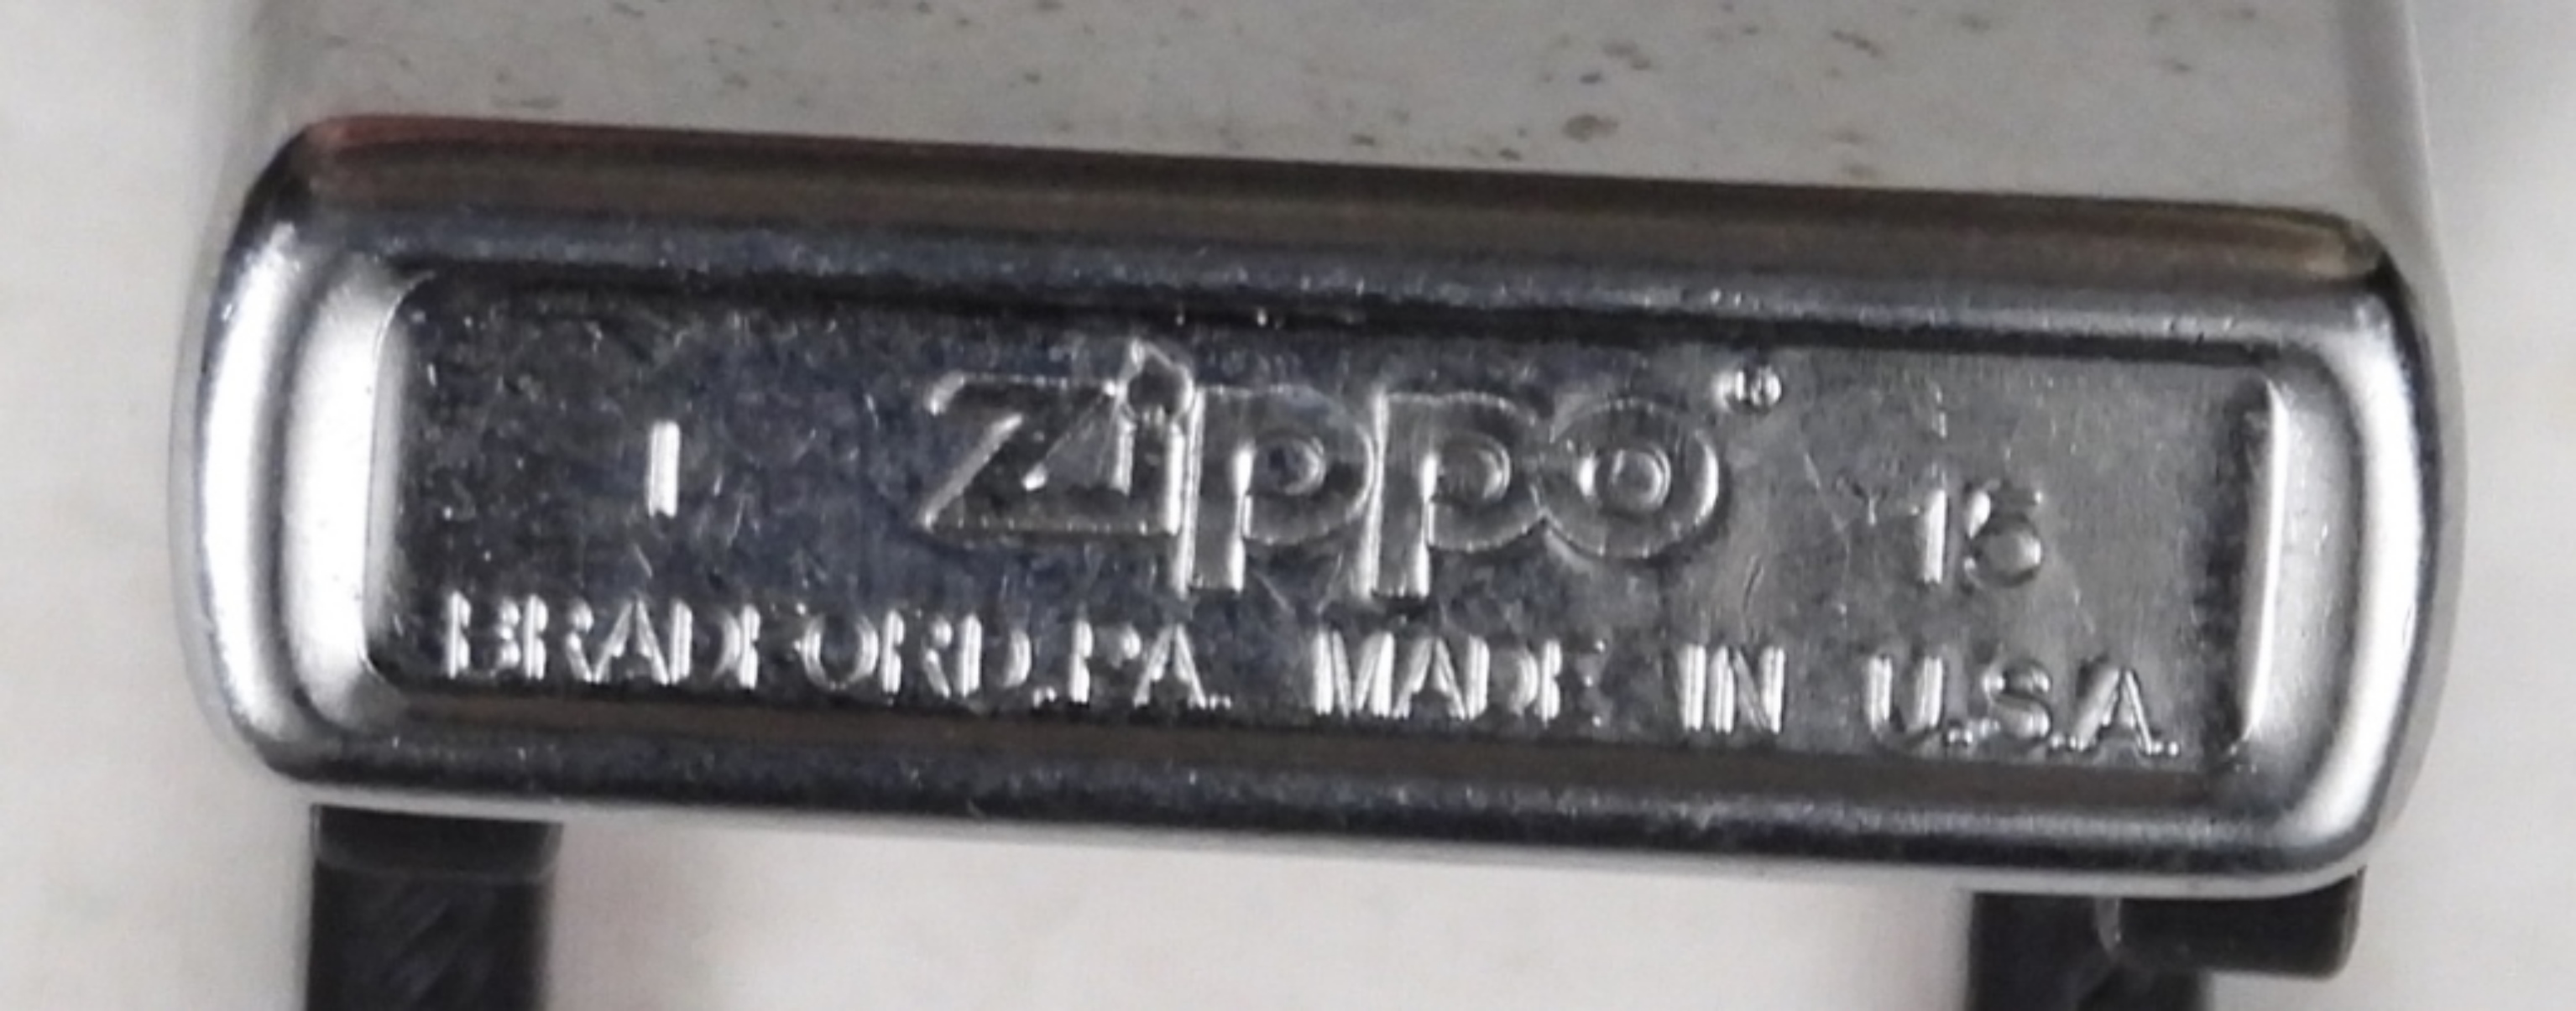 I Zippo® 15
BRADFORD.,PA. MADE IN U.S.A.